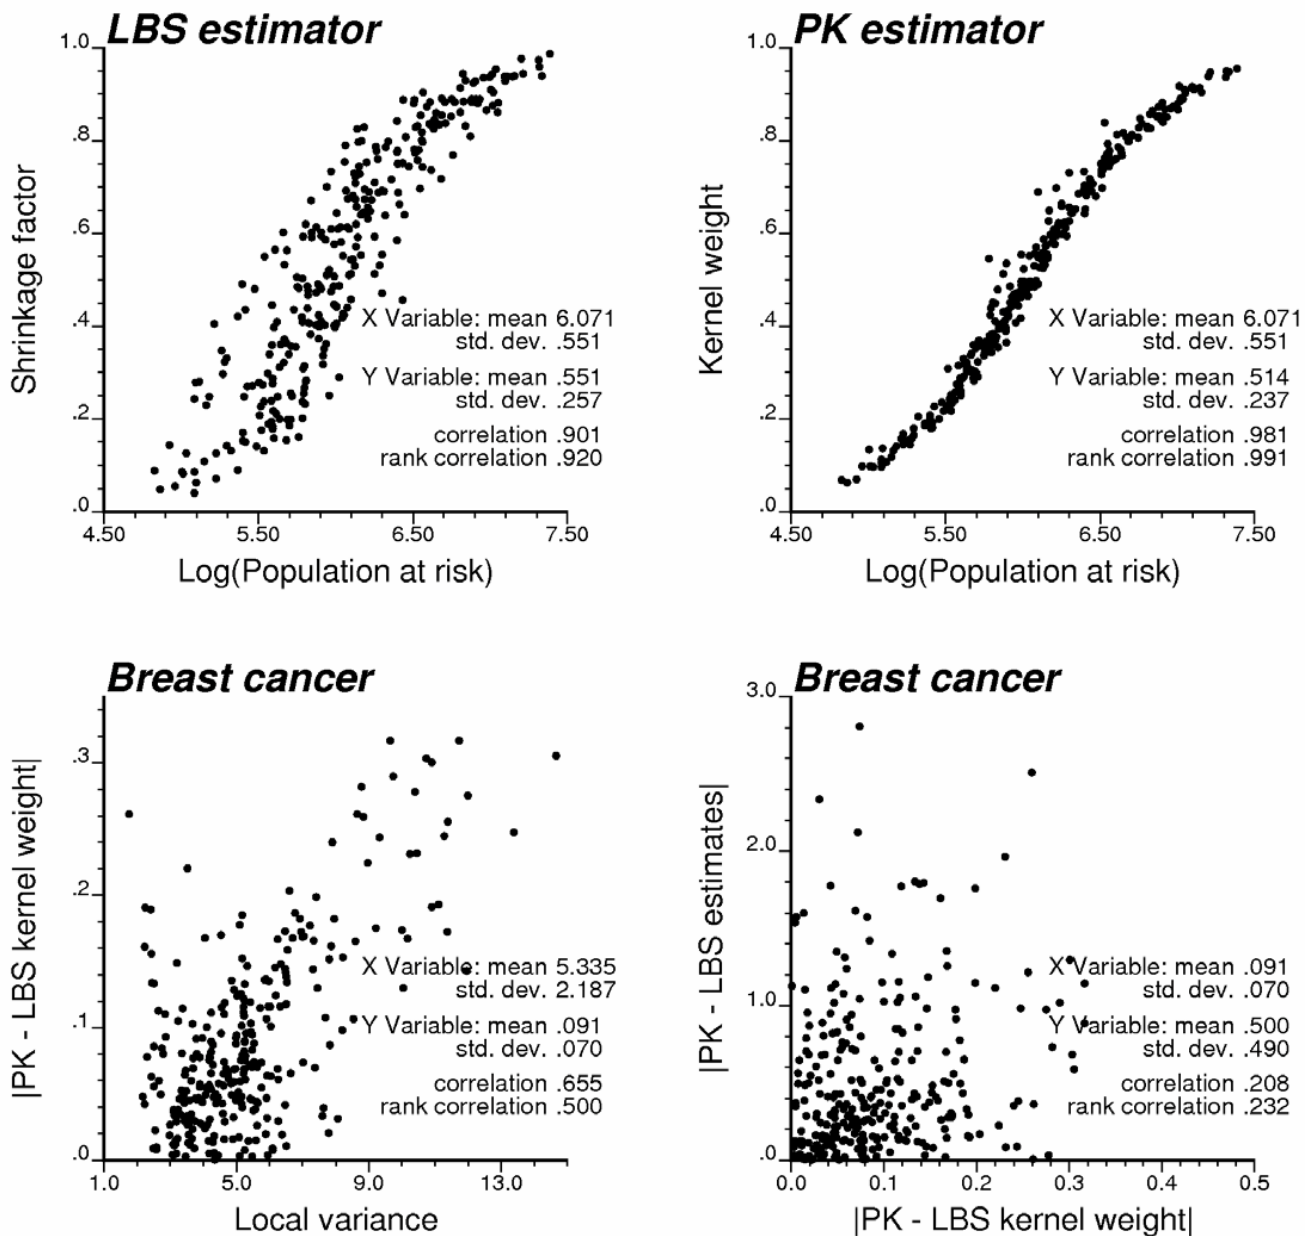 LBS estimator
1.0
.8
.6
.4
.2
.0
Shrinkage factor
X Variable: mean 6.071
std. dev. .551
Y Variable: mean .551
std. dev. .257
correlation .901
rank correlation .920
4.50 5.50 6.50 7.50
Log(Population at risk)
PK estimator
1.0
.8
.6
.4
.2
.0
Kernel weight
X Variable: mean 6.071
std. dev. .551
Y Variable: mean .514
std. dev. .237
correlation .981
rank correlation .991
4.50 5.50 6.50 7.50
Log(Population at risk)
Breast cancer
.3
.2
.1
.0
|PK - LBS kernel weight|
X Variable: mean 5.335
std. dev. 2.187
Y Variable: mean .091
std. dev. .070
correlation .655
rank correlation .500
1.0 5.0 9.0 13.0
Local variance
Breast cancer
3.0
2.0
1.0
.0
|PK - LBS estimates|
X Variable: mean .091
std. dev. .070
Y Variable: mean .500
std. dev. .490
correlation .208
rank correlation .232
0.0 0.1 0.2 0.3 0.4 0.5
|PK - LBS kernel weight|